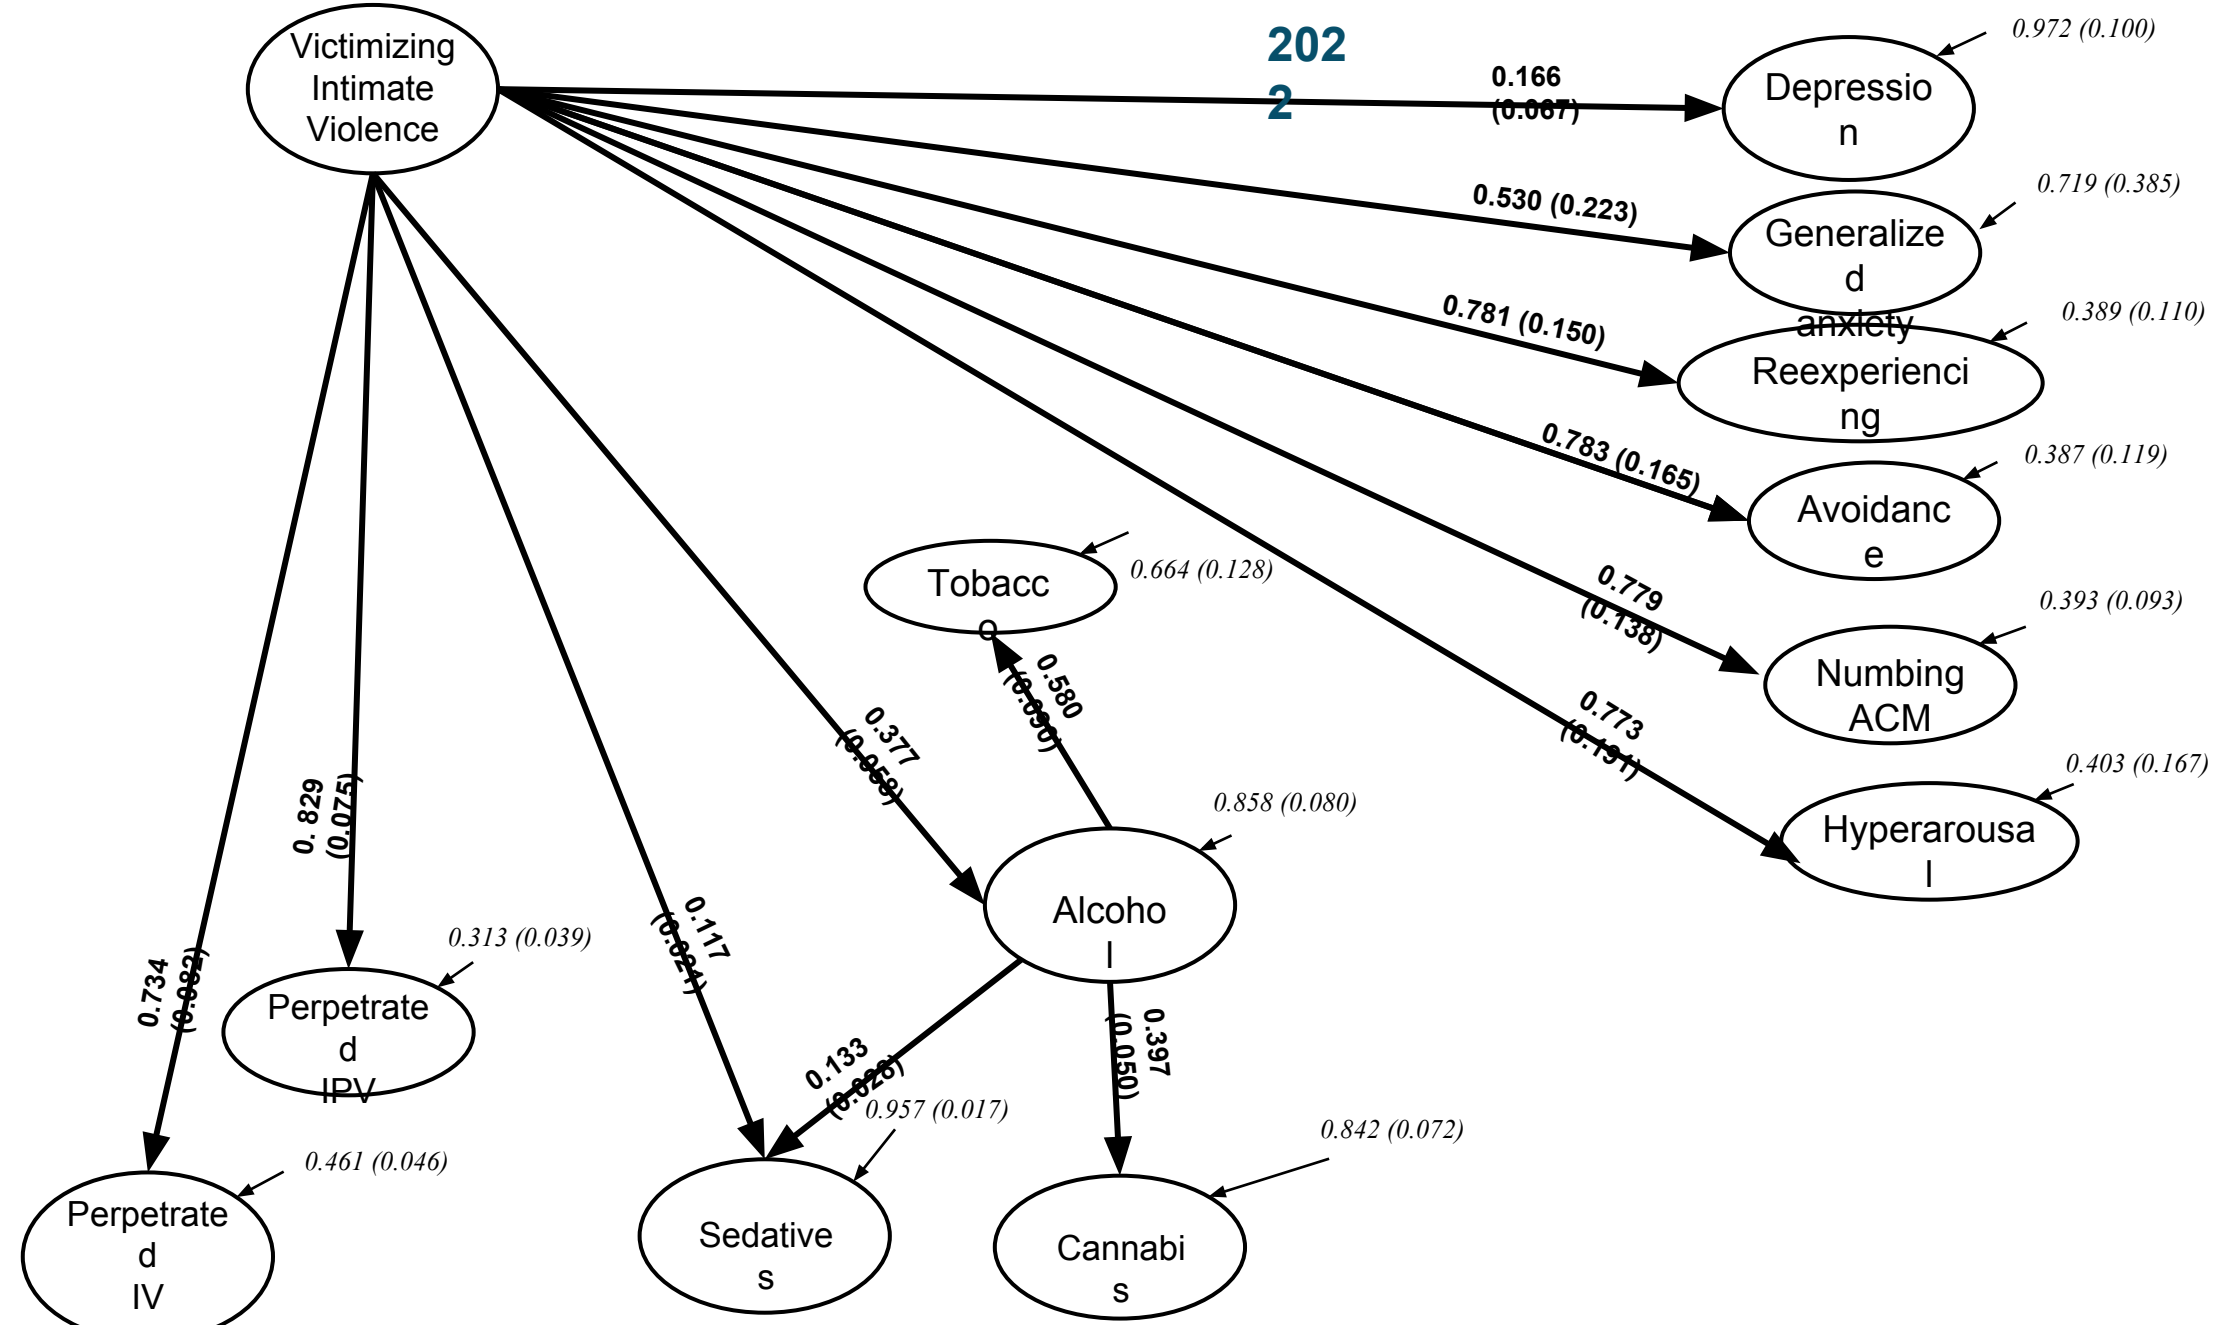 Victimizing
Intimate
Violence
202
2
0.166
(0.067)
0.972 (0.100)
Depressio
n
0.530 (0.223)
0.719 (0.385)
Generalize
d
anxiety
0.781 (0.150)
0.389 (0.110)
Reexperienci
ng
0.783 (0.165)
0.387 (0.119)
Avoidanc
e
0.779
(0.138)
0.393 (0.093)
Numbing
ACM
0.773
(0.191)
0.403 (0.167)
Hyperarousa
l
Tobacc
o
0.664 (0.128)
0.580
(0.090)
0.377
(0.058)
0.858 (0.080)
Alcoho
l
0. 829
(0.075)
0.117
(0.021)
0.734
(0.082)
0.313 (0.039)
Perpetrate
d
IPV
0.133
(0.028)
0.397
(0.050)
0.957 (0.017)
0.842 (0.072)
0.461 (0.046)
Perpetrate
d
IV
Sedative
s
Cannabi
s